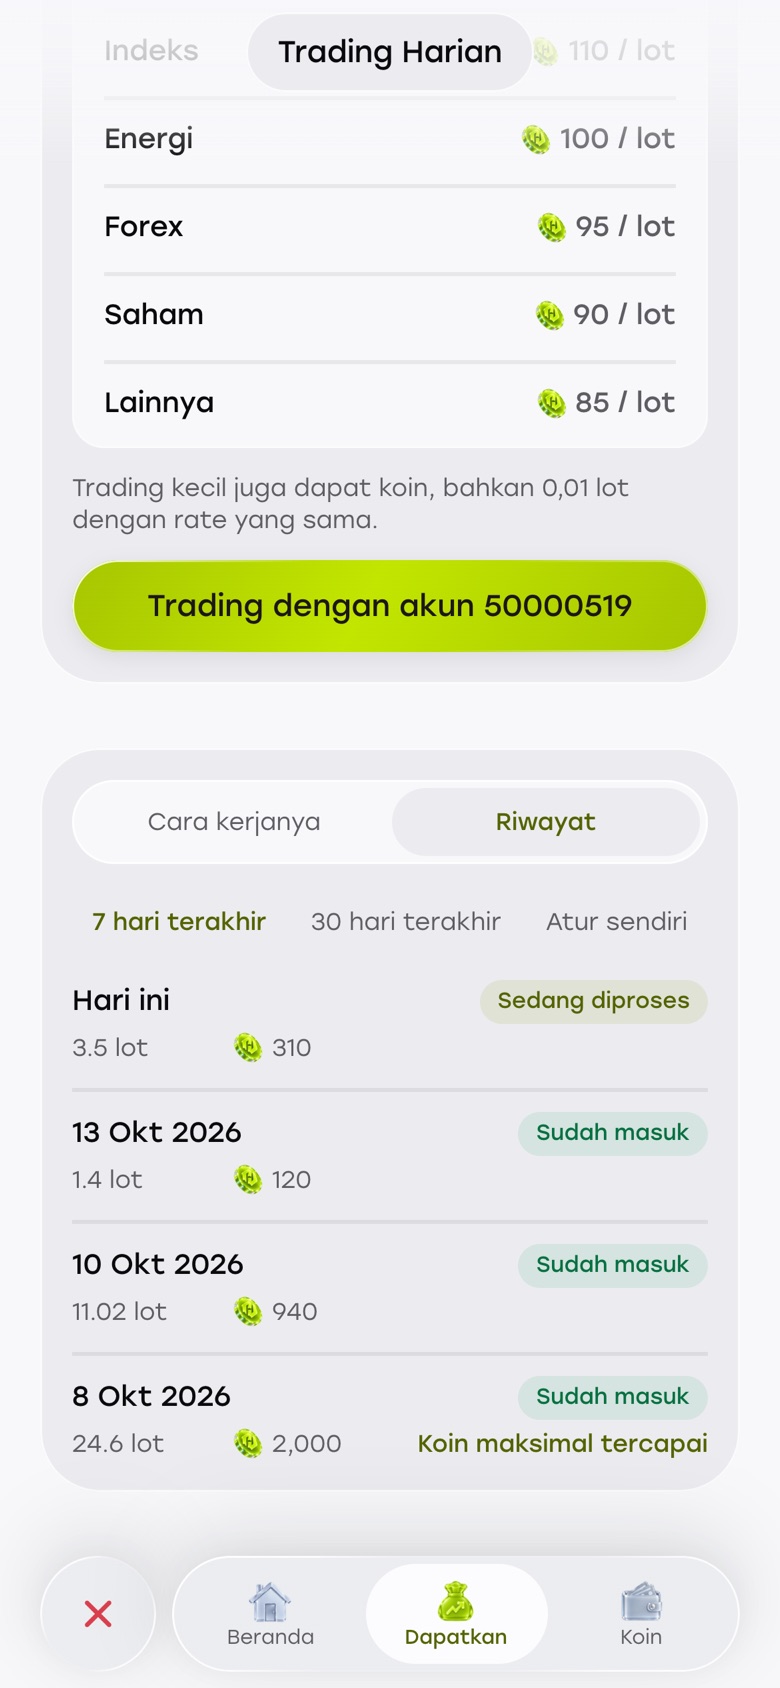 Trading Harian
Indeks 110 / lot
Energi 100 / lot
Forex 95 / lot
Saham 90 / lot
Lainnya 85 / lot
Trading kecil juga dapat koin, bahkan 0,01 lot
dengan rate yang sama.
Trading dengan akun 50000519
Cara kerjanya Riwayat
7 hari terakhir 30 hari terakhir Atur sendiri
Hari ini Sedang diproses
3.5 lot 310
13 Okt 2026 Sudah masuk
1.4 lot 120
10 Okt 2026 Sudah masuk
11.02 lot 940
8 Okt 2026 Sudah masuk
24.6 lot 2,000 Koin maksimal tercapai
Beranda Dapatkan Koin